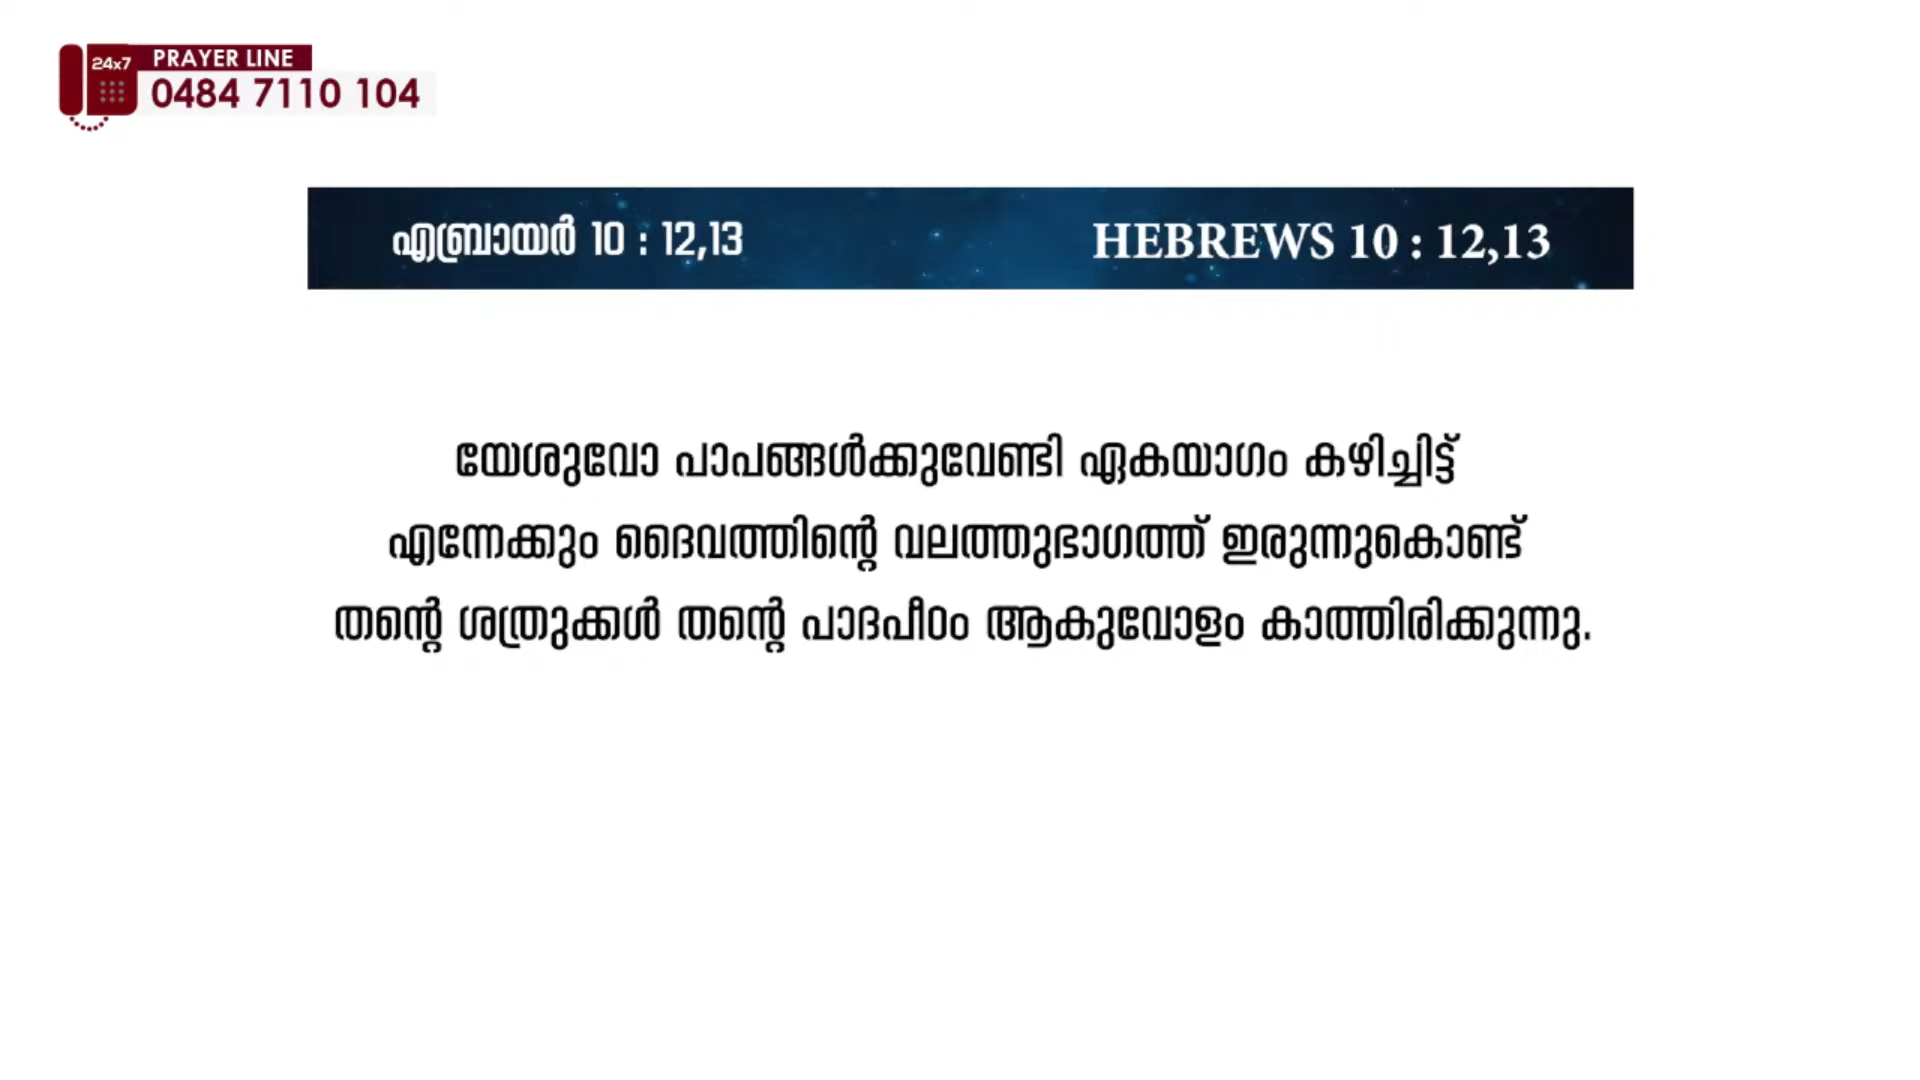 24x7 PRAYER LINE
0484 7110 104
എബ്രായർ 10 : 12,13 HEBREWS 10 : 12,13
യേശുവോ പാപങ്ങൾക്കുവേണ്ടി ഏകയാഗം കഴിച്ചിട്ട്
എന്നേക്കും ദൈവത്തിന്റെ വലത്തുഭാഗത്ത് ഇരുന്നുകൊണ്ട്
തന്റെ ശത്രുക്കൾ തന്റെ പാദപീഠം ആകുവോളം കാത്തിരിക്കുന്നു.